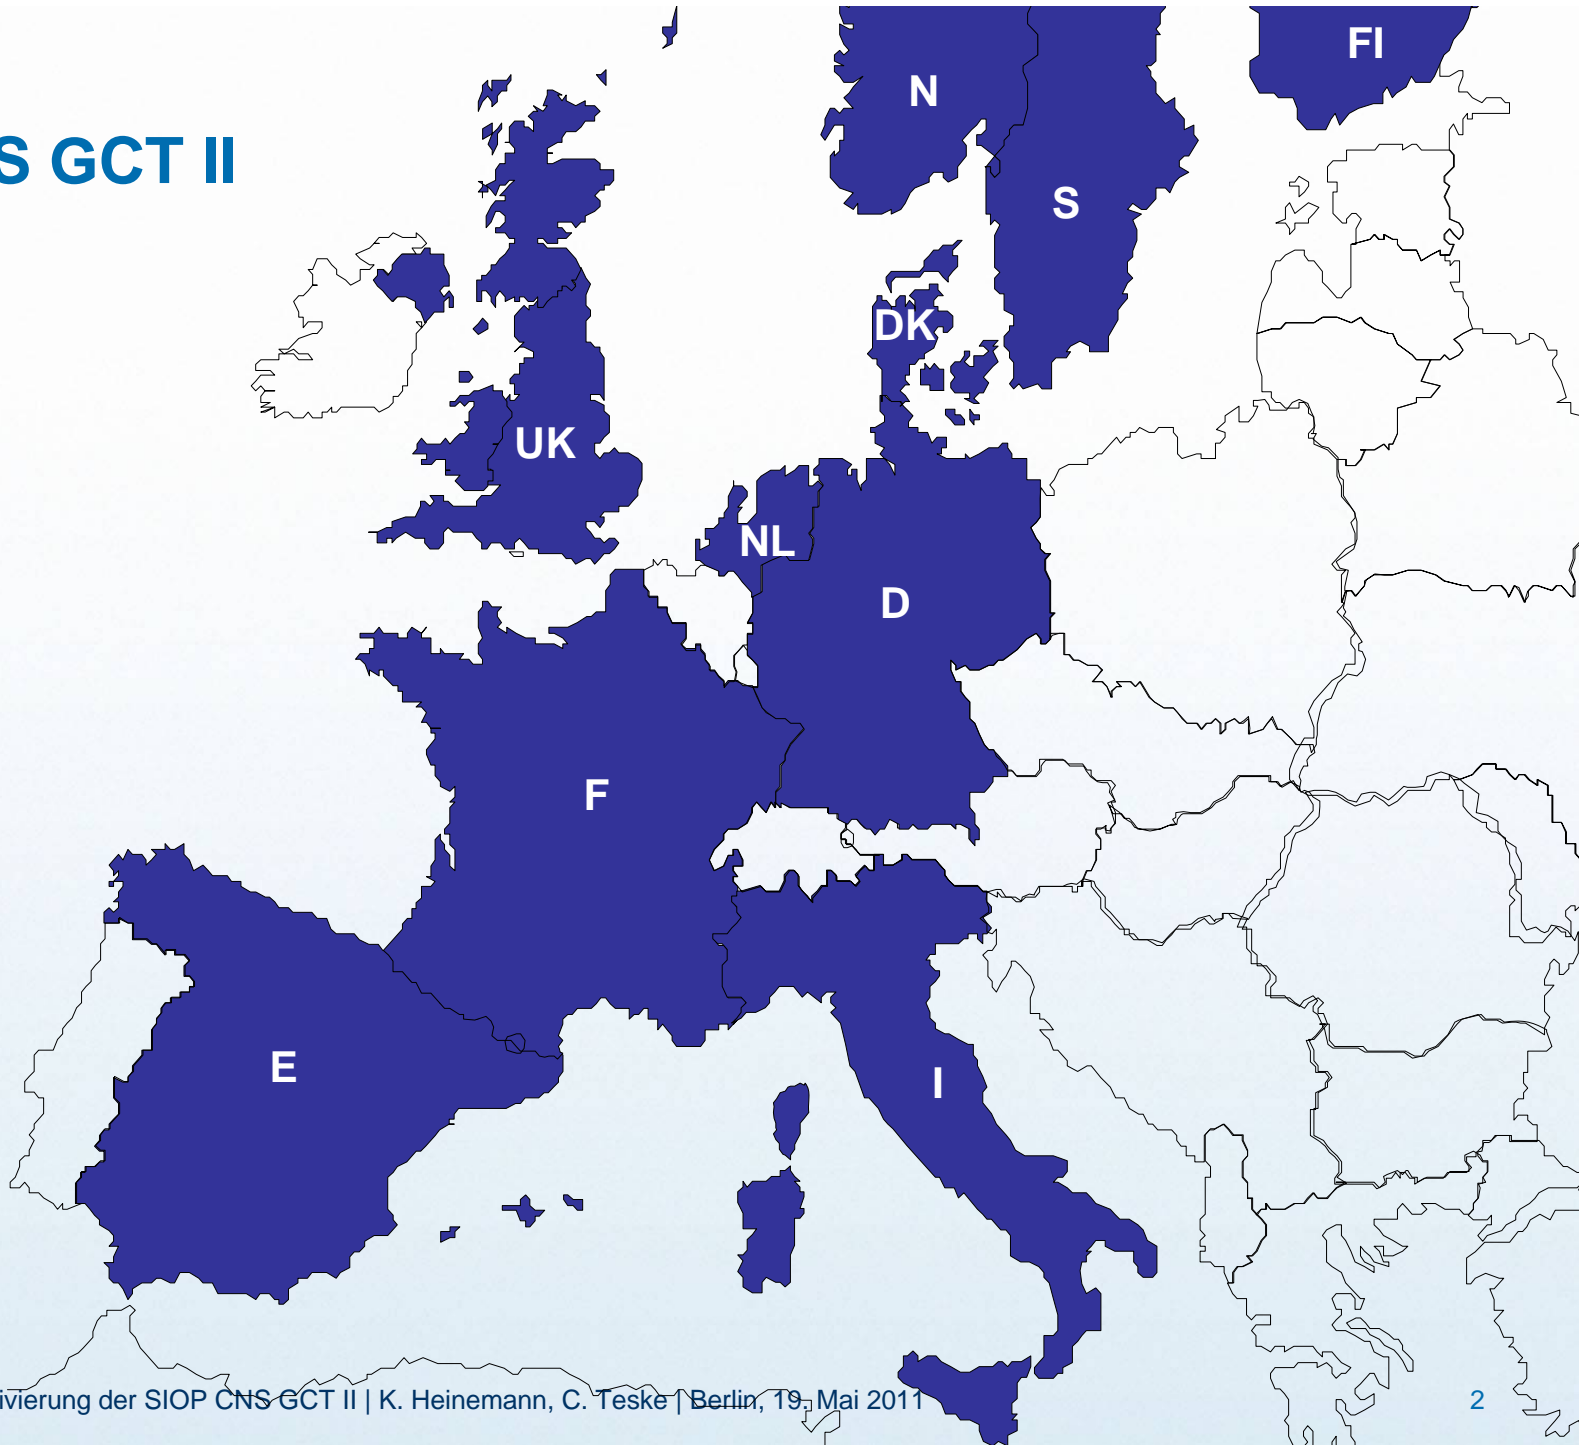 FI
N
S GCT II
S
DK
UK
NL
D
F
E
I
ivierung der SIOP CNS GCT II | K. Heinemann, C. Teske | Berlin, 19. Mai 2011
2